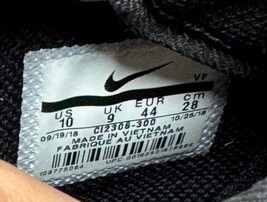 VF
US UK EUR cm
10 9 44 28
09/19/18 CI2308-300 10/25/18
MADE IN VIETNAM
FABRIQUE AU VIETNAM